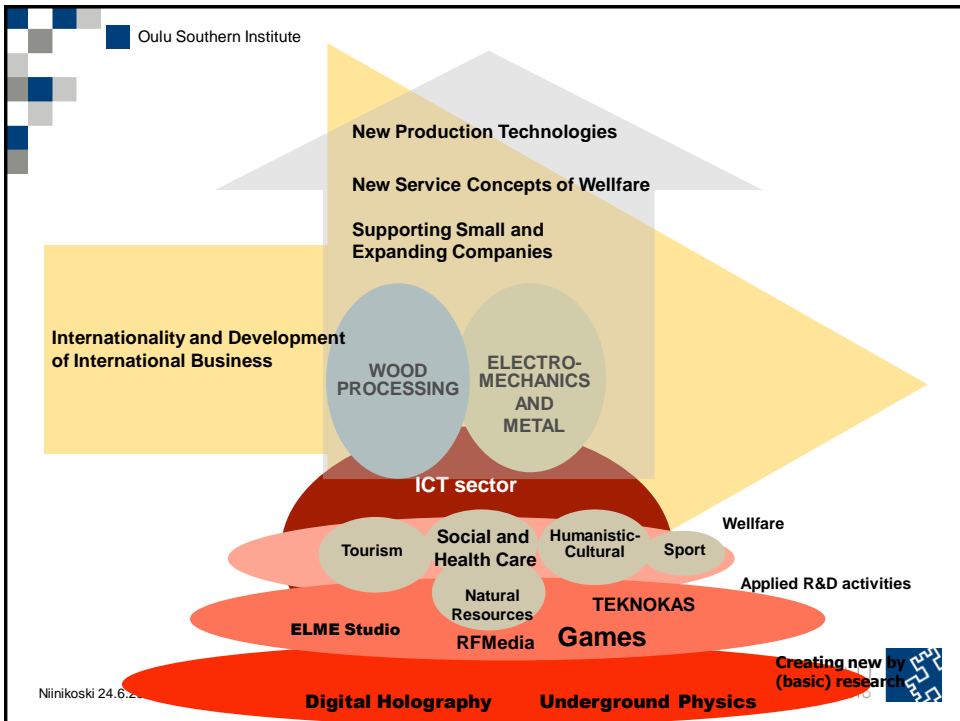 Oulu Southern Institute
New Production Technologies
New Service Concepts of Wellfare
Supporting Small and
Expanding Companies
Internationality and Development
of International Business
WOOD
PROCESSING
ELECTRO-
MECHANICS
AND
METAL
ICT sector
Wellfare
Tourism
Social and
Health Care
Humanistic-
Cultural
Sport
Applied R&D activities
Natural
Resources
TEKNOKAS
ELME Studio
RFMedia
Games
Creating new by
(basic) research
Niinikoski 24.6.
Digital Holography
Underground Physics